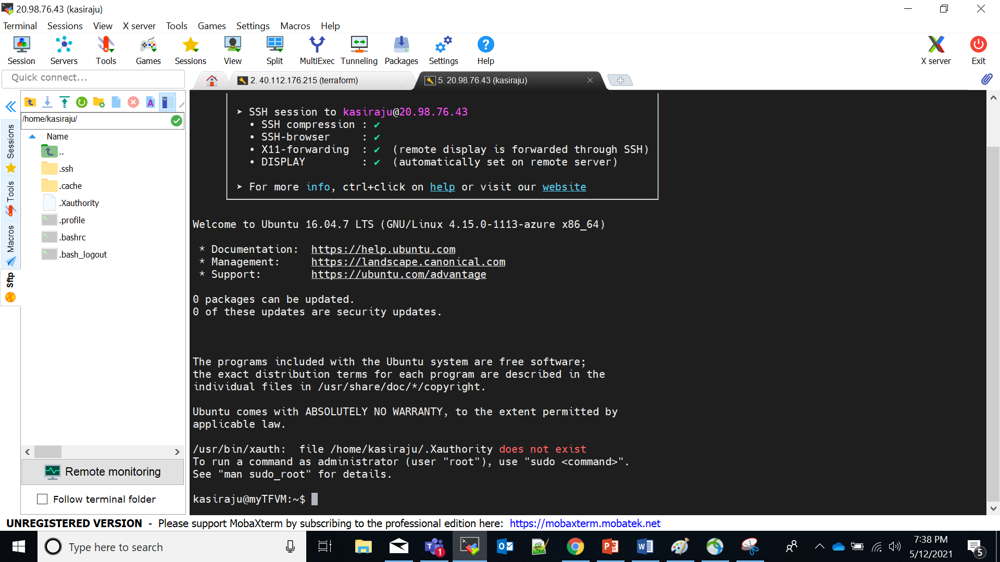 20.98.76.43 (kasiraju)
Terminal Sessions View X server Tools Games Settings Macros Help
Session Servers Tools Games Sessions View Split MultiExec Tunneling Packages Settings Help X server Exit
Quick connect...
2. 40.112.176.215 (terraform)
5. 20.98.76.43 (kasiraju)
/home/kasiraju/
Name
..
.ssh
.cache
.Xauthority
.profile
.bashrc
.bash_logout
Sessions
Tools
Macros
Sftp
Remote monitoring
Follow terminal folder
➤ SSH session to kasiraju@20.98.76.43
• SSH compression : ✔
• SSH-browser : ✔
• X11-forwarding : ✔ (remote display is forwarded through SSH)
• DISPLAY : ✔ (automatically set on remote server)
➤ For more info, ctrl+click on help or visit our website
Welcome to Ubuntu 16.04.7 LTS (GNU/Linux 4.15.0-1113-azure x86_64)
* Documentation: https://help.ubuntu.com
* Management: https://landscape.canonical.com
* Support: https://ubuntu.com/advantage
0 packages can be updated.
0 of these updates are security updates.
The programs included with the Ubuntu system are free software;
the exact distribution terms for each program are described in the
individual files in /usr/share/doc/*/copyright.
Ubuntu comes with ABSOLUTELY NO WARRANTY, to the extent permitted by
applicable law.
/usr/bin/xauth: file /home/kasiraju/.Xauthority does not exist
To run a command as administrator (user "root"), use "sudo <command>".
See "man sudo_root" for details.
kasiraju@myTFVM:~$
UNREGISTERED VERSION - Please support MobaXterm by subscribing to the professional edition here: https://mobaxterm.mobatek.net
Type here to search
1
7:38 PM
5/12/2021
5